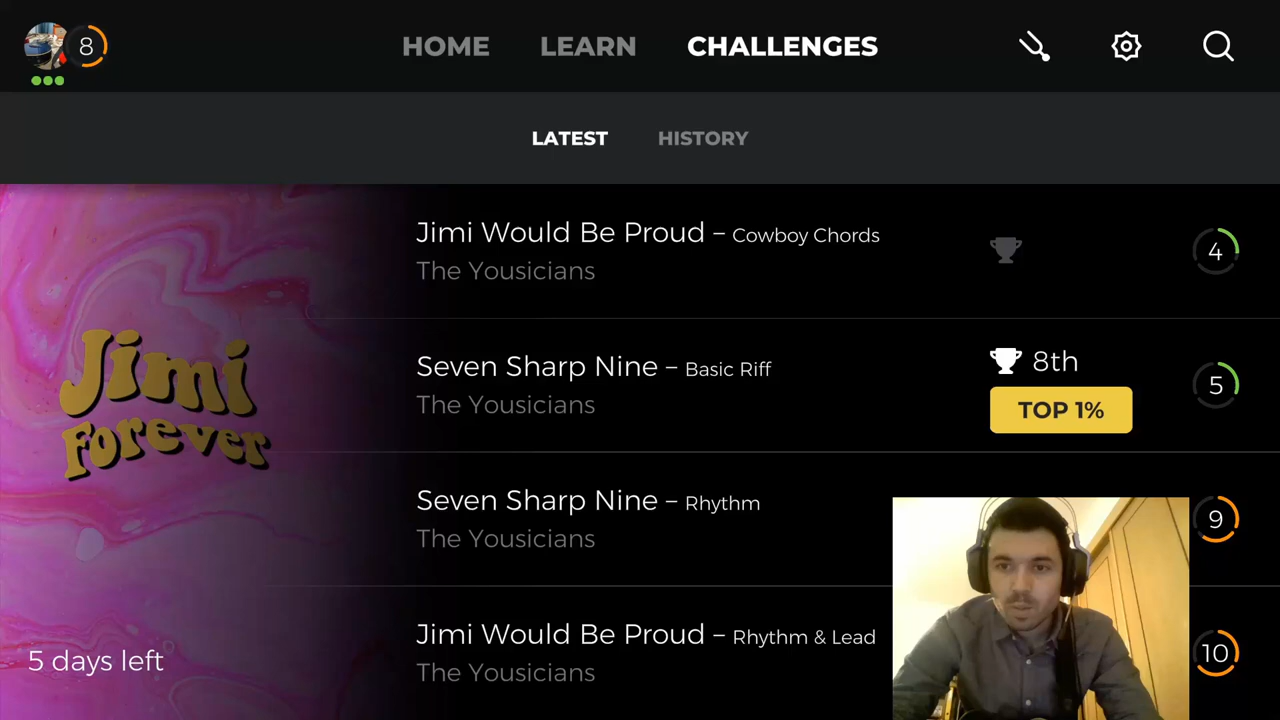 8
HOME LEARN CHALLENGES
LATEST HISTORY
Jimi Would Be Proud – Cowboy Chords
The Yousicians
4
Seven Sharp Nine – Basic Riff
The Yousicians
8th
TOP 1%
5
Jimi
Forever
Seven Sharp Nine – Rhythm
The Yousicians
9
Jimi Would Be Proud – Rhythm & Lead
The Yousicians
10
5 days left